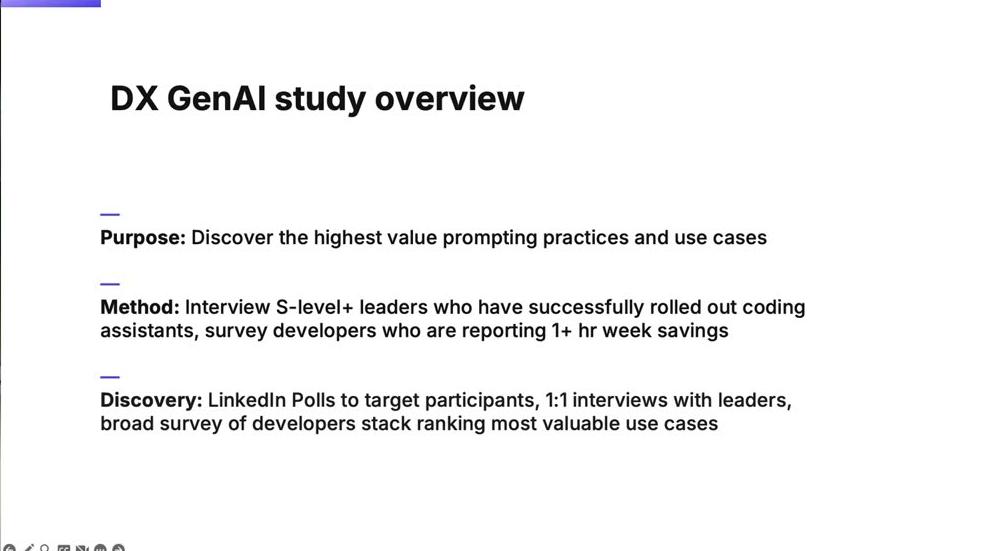 DX GenAI study overview
Purpose: Discover the highest value prompting practices and use cases
Method: Interview S-level+ leaders who have successfully rolled out coding
assistants, survey developers who are reporting 1+ hr week savings
Discovery: LinkedIn Polls to target participants, 1:1 interviews with leaders,
broad survey of developers stack ranking most valuable use cases